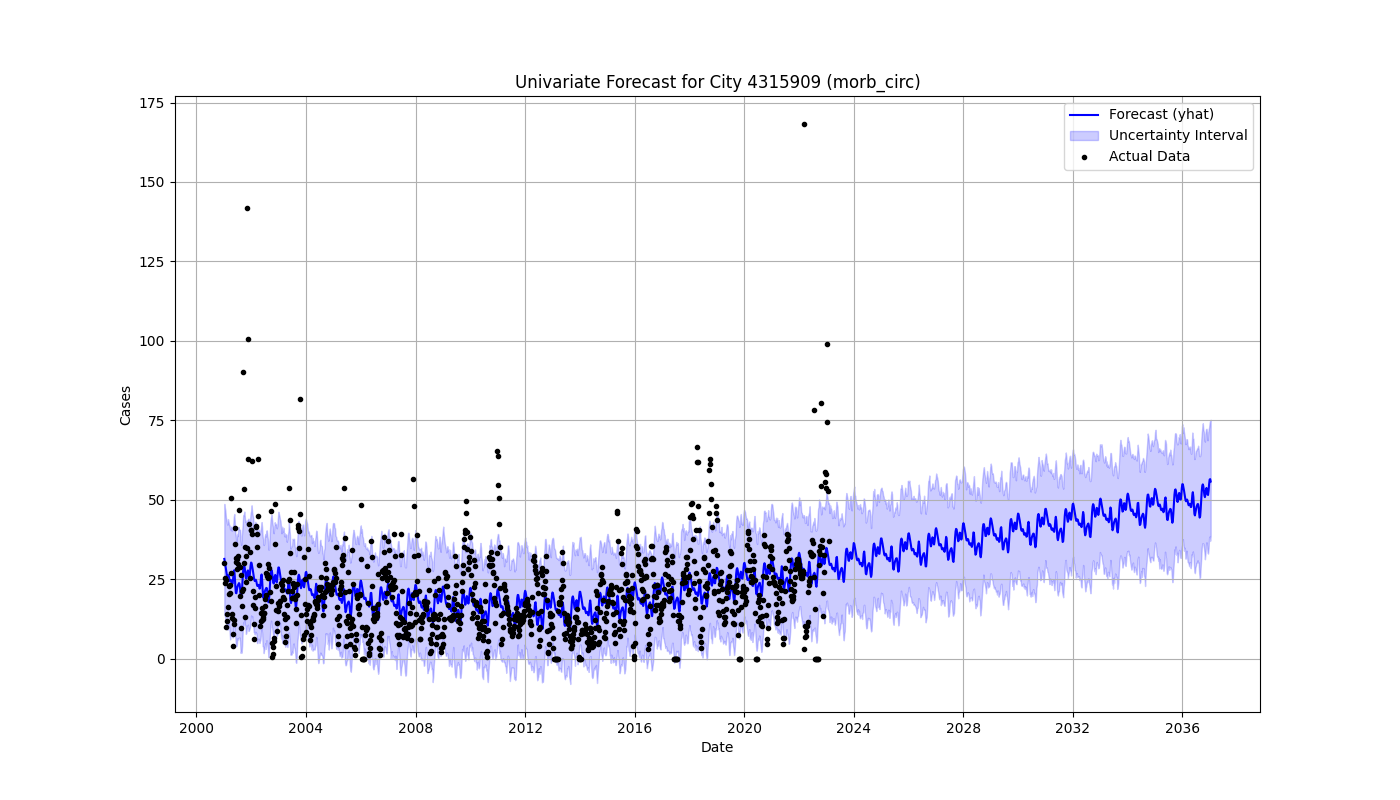 Univariate Forecast for City 4315909 (morb_circ)
175
150
125
100
75
50
25
0
Cases
Forecast (yhat)
Uncertainty Interval
Actual Data
2000 2004 2008 2012 2016 2020 2024 2028 2032 2036
Date